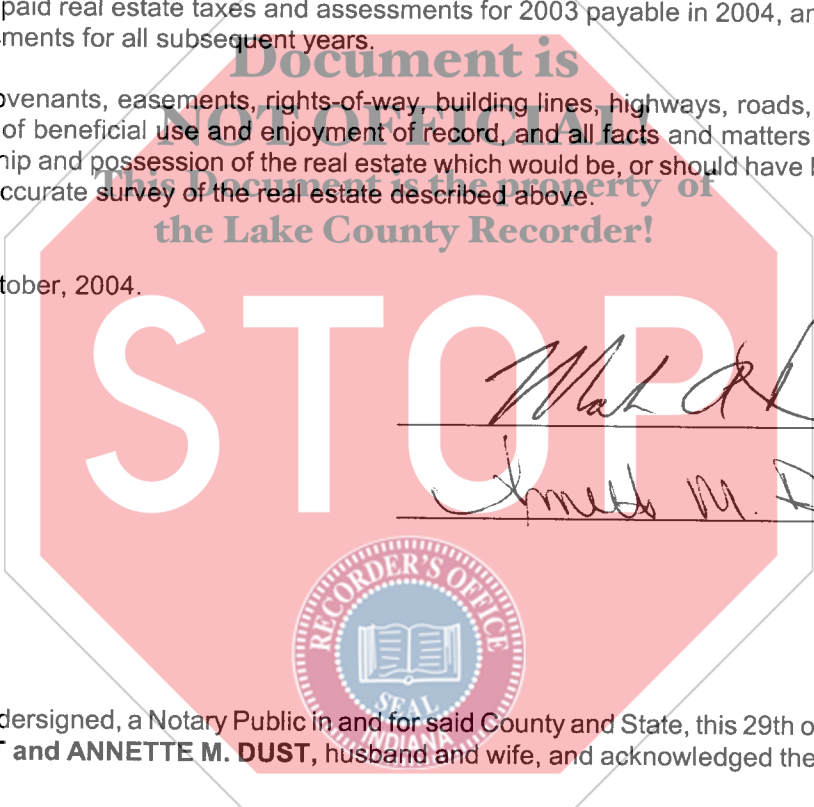 paid real estate taxes and assessments for 2003 payable in 2004, an
ments for all subsequent years.
Document is
ovenants, easements, rights-of-way, building lines, highways, roads,
NOT OFFICIAL
of beneficial use and enjoyment of record, and all facts and matters
hip and possession of the real estate which would be, or should have b
This Document is the property of
ccurate survey of the real estate described above.
the Lake County Recorder!
tober, 2004.
STOP
Annette M. D
RECORDER'S OFFICE
SEAL
INDIANA
dersigned, a Notary Public in and for said County and State, this 29th o
T and ANNETTE M. DUST, husband and wife, and acknowledged the